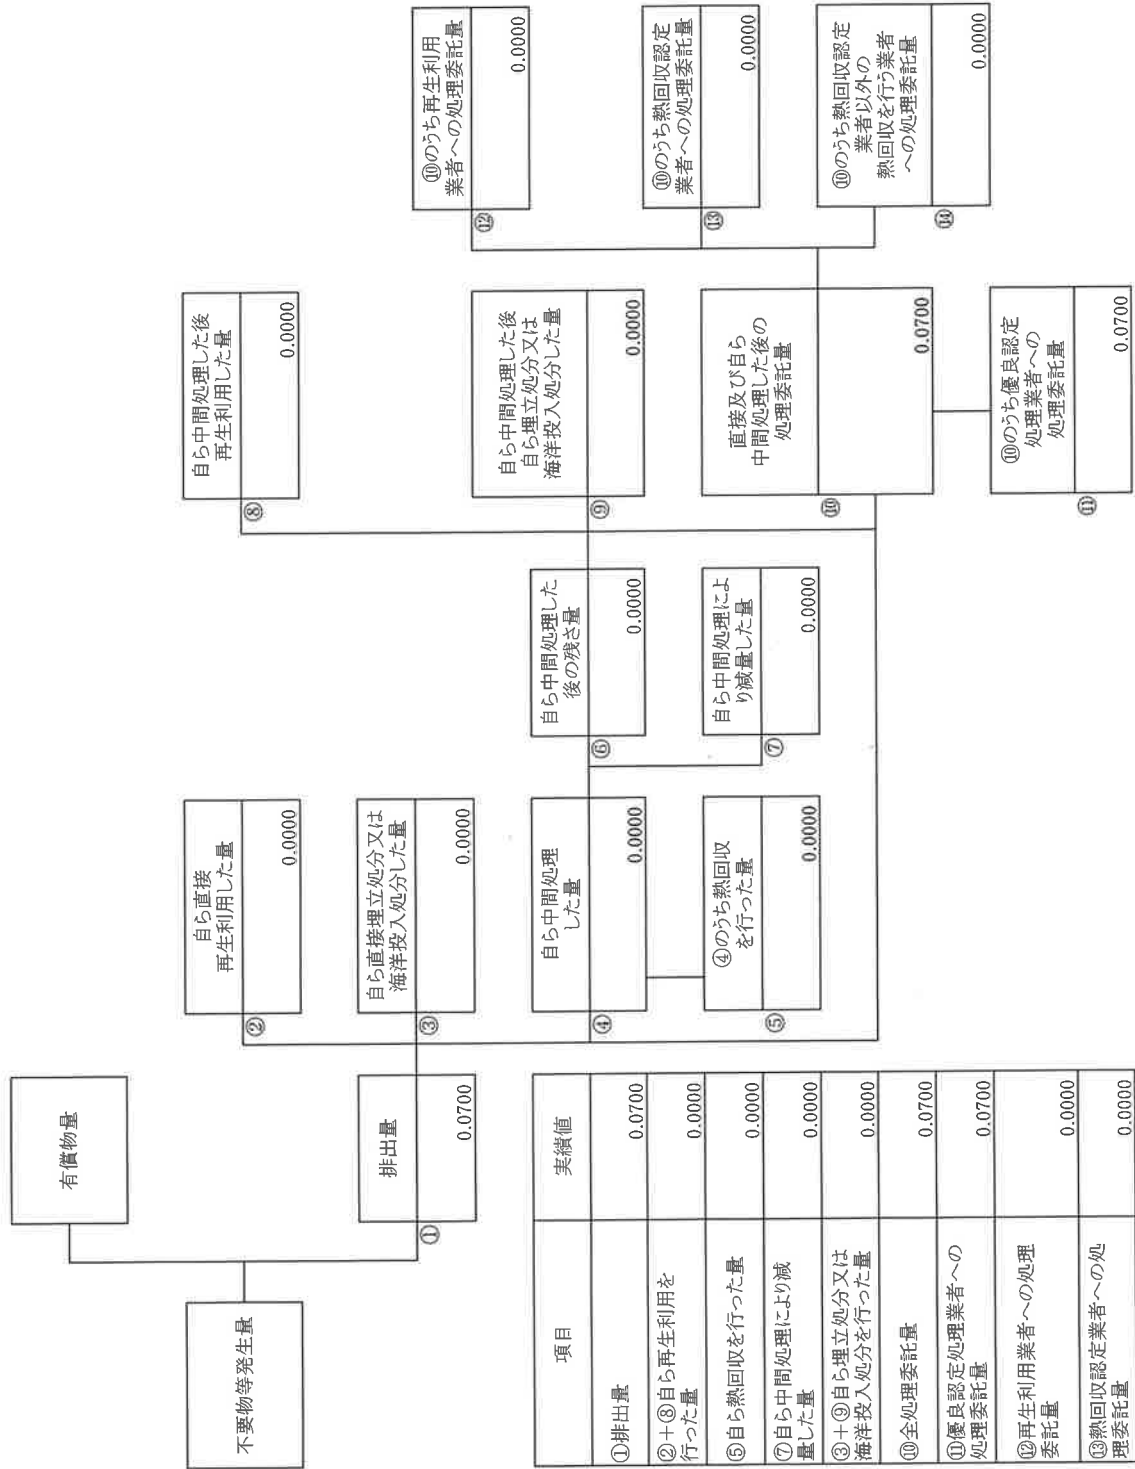 不要物等発生量
有償物量
排出量
①
0.0700
自ら直接
再生利用した量
②
0.0000
自ら直接埋立処分又は
海洋投入処分した量
③
0.0000
自ら中間処理
した量
④
0.0000
④のうち熱回収
を行った量
⑤
0.0000
自ら中間処理した
後の残さ量
⑥
0.0000
自ら中間処理によ
り減量した量
⑦
0.0000
自ら中間処理した後
再生利用した量
⑧
0.0000
自ら中間処理した後
自ら埋立処分又は
海洋投入処分した量
⑨
0.0000
直接及び自ら
中間処理した後の
処理委託量
⑩
0.0700
⑩のうち優良認定
処理業者への
処理委託量
⑪
0.0700
⑩のうち再生利用
業者への処理委託量
⑫
0.0000
⑩のうち熱回収認定
業者への処理委託量
⑬
0.0000
⑩のうち熱回収認定
業者以外の
熱回収を行う業者
への処理委託量
⑭
0.0000
項目 実績値
①排出量 0.0700
②+⑧自ら再生利用を
行った量 0.0000
⑤自ら熱回収を行った量 0.0000
⑦自ら中間処理により減
量した量 0.0000
③+⑨自ら埋立処分又は
海洋投入処分を行った量 0.0000
⑩全処理委託量 0.0700
⑪優良認定処理業者への
処理委託量 0.0700
⑫再生利用業者への処理
委託量 0.0000
⑬熱回収認定業者への処
理委託量 0.0000